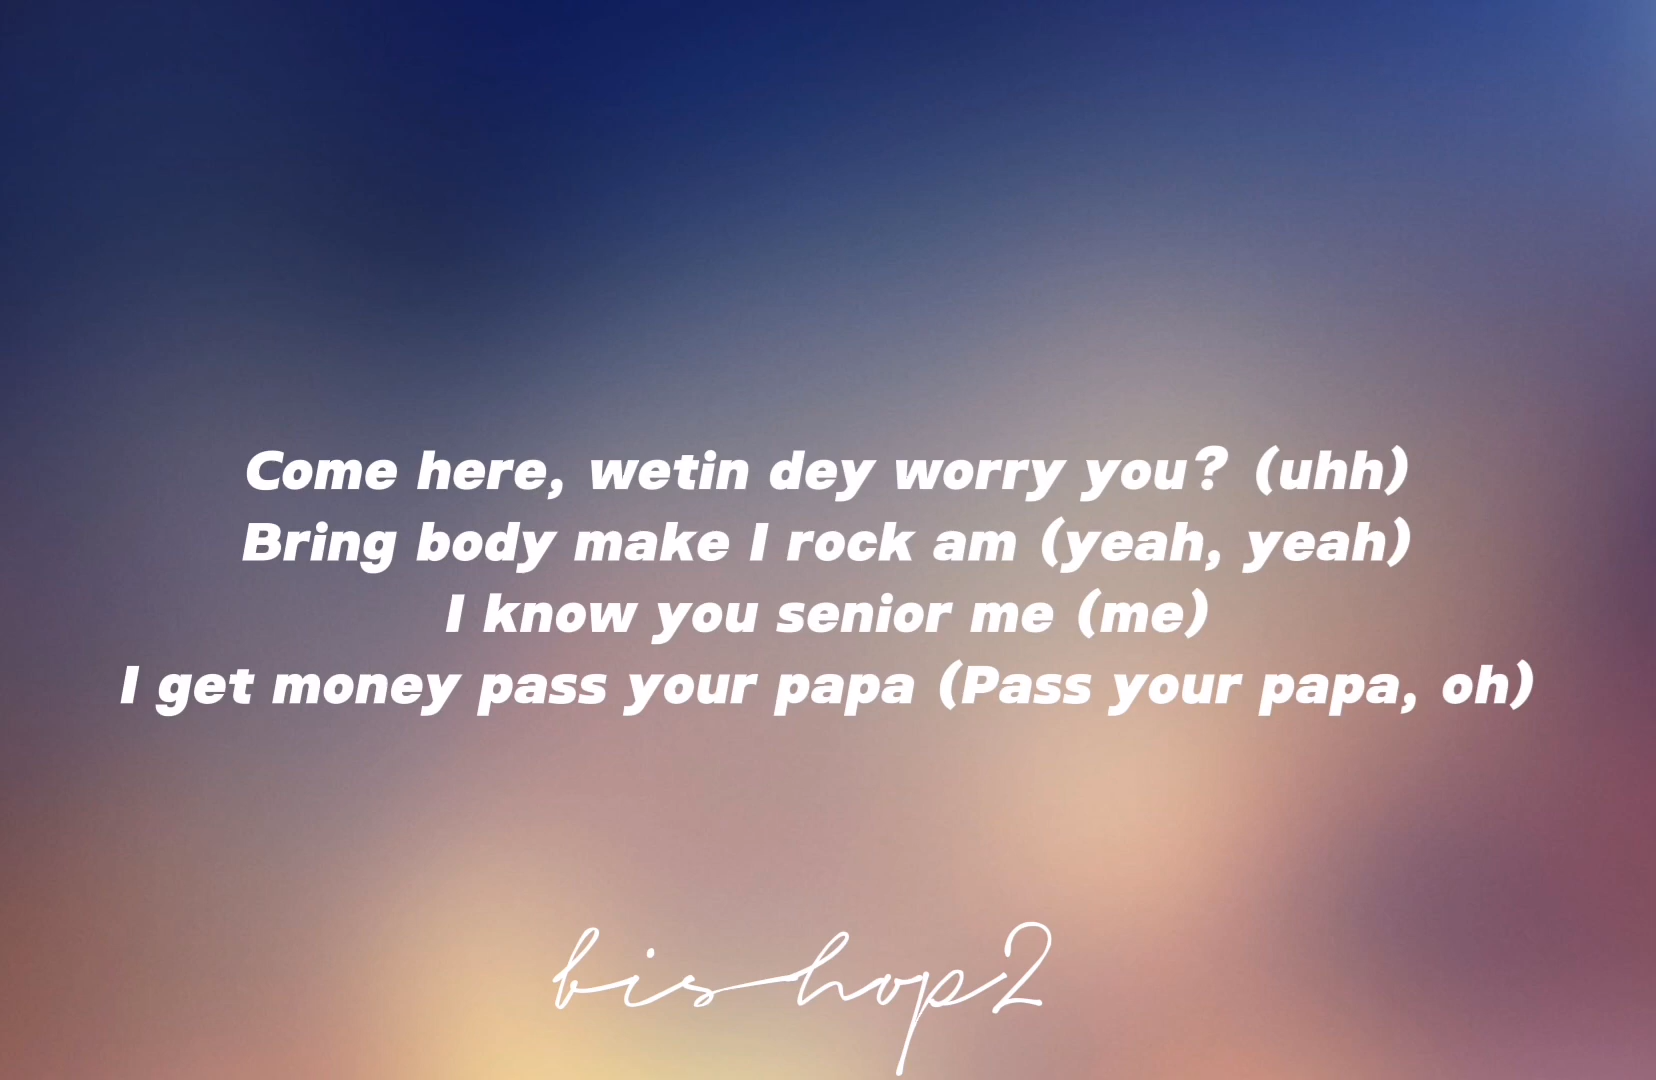 Come here, wetin dey worry you? (uhh)
Bring body make I rock am (yeah, yeah)
I know you senior me (me)
I get money pass your papa (Pass your papa, oh)
bishop2